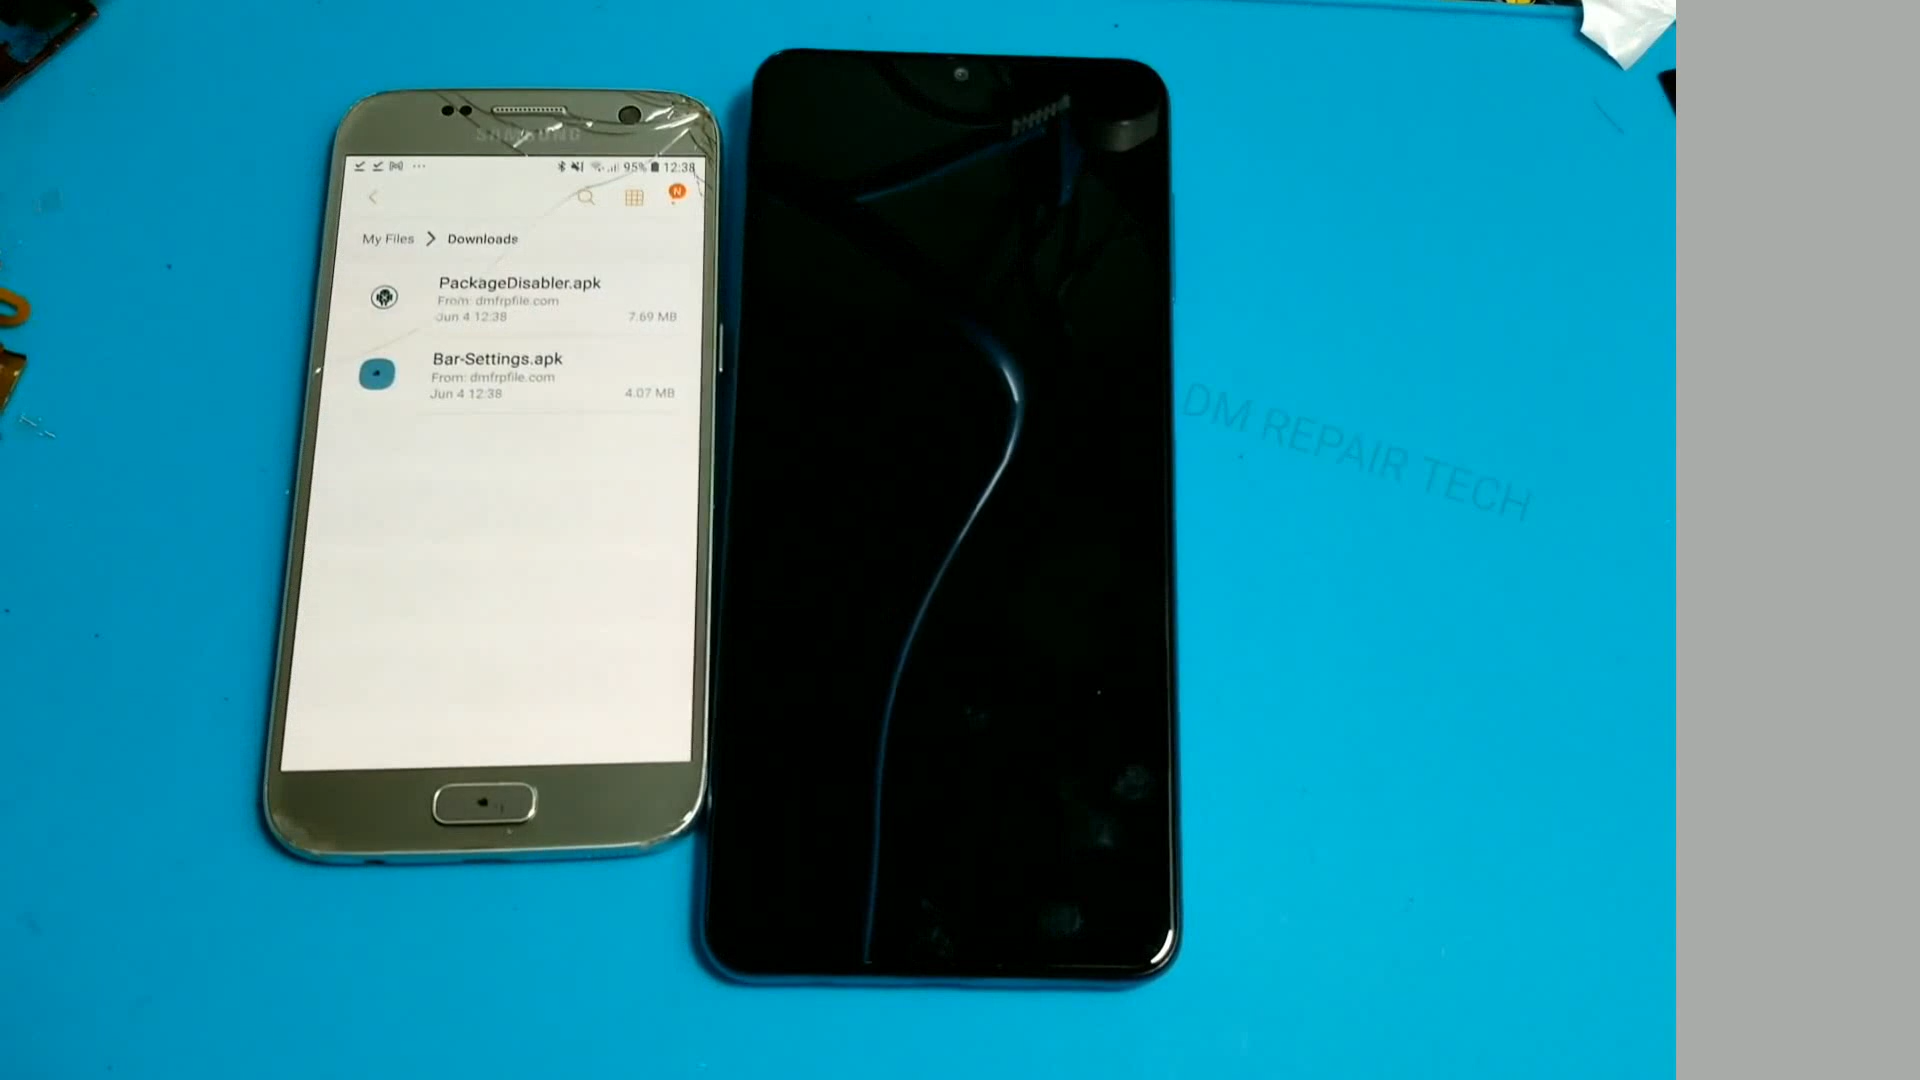 SAMSUNG
95% 12:38
N
My Files > Downloads
PackageDisabler.apk
From: dmfrpfile.com
Jun 4 12:38 7.69 MB
Bar-Settings.apk
From: dmfrpfile.com
Jun 4 12:38 4.07 MB
DM REPAIR TECH